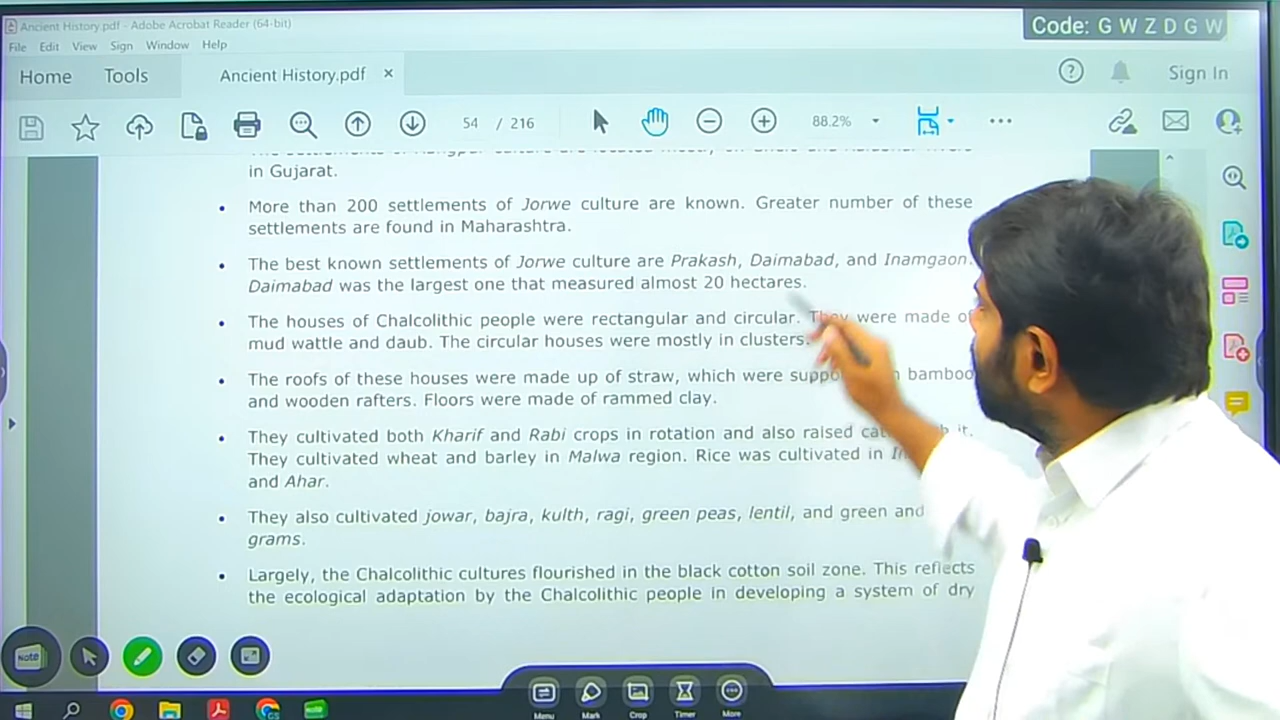 Ancient History.pdf - Adobe Acrobat Reader (64-bit)
Code: G W Z D G W
File Edit View Sign Window Help
Home Tools Ancient History.pdf × Sign In
54 / 216 88.2%
in Gujarat.
• More than 200 settlements of Jorwe culture are known. Greater number of these
settlements are found in Maharashtra.
• The best known settlements of Jorwe culture are Prakash, Daimabad, and Inamgaon.
Daimabad was the largest one that measured almost 20 hectares.
• The houses of Chalcolithic people were rectangular and circular. They were made of
mud wattle and daub. The circular houses were mostly in clusters.
• The roofs of these houses were made up of straw, which were bamboo
and wooden rafters. Floors were made of rammed clay.
• They cultivated both Kharif and Rabi crops in rotation and also raised it.
They cultivated wheat and barley in Malwa region. Rice was cultivated in
and Ahar.
• They also cultivated jowar, bajra, kulth, ragi, green peas, lentil, and green and
grams.
• Largely, the Chalcolithic cultures flourished in the black cotton soil zone. This reflects
the ecological adaptation by the Chalcolithic people in developing a system of dry
Note
Menu Mark Crop Timer More